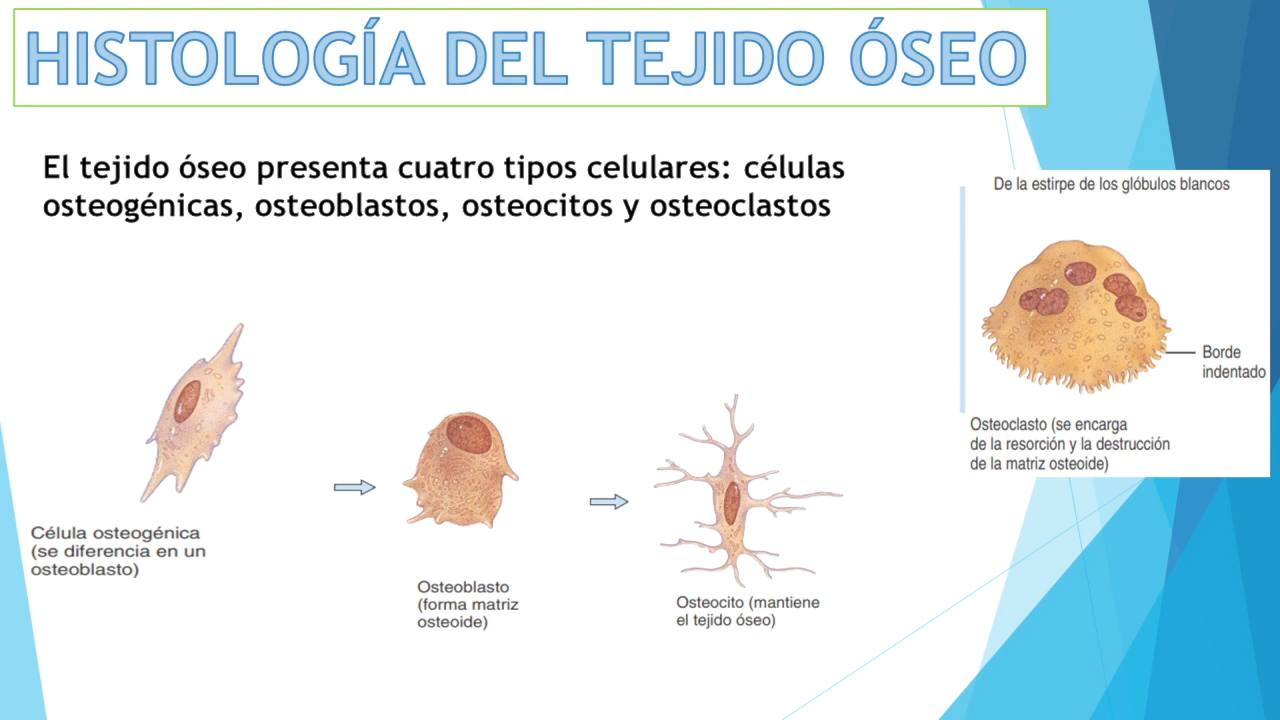 HISTOLOGÍA DEL TEJIDO ÓSEO
El tejido óseo presenta cuatro tipos celulares: células
osteogénicas, osteoblastos, osteocitos y osteoclastos
De la estirpe de los glóbulos blancos
Borde
indentado
Osteoclasto (se encarga
de la resorción y la destrucción
de la matriz osteoide)
Célula osteogénica
(se diferencia en un
osteoblasto)
Osteoblasto
(forma matriz
osteoide)
Osteocito (mantiene
el tejido óseo)